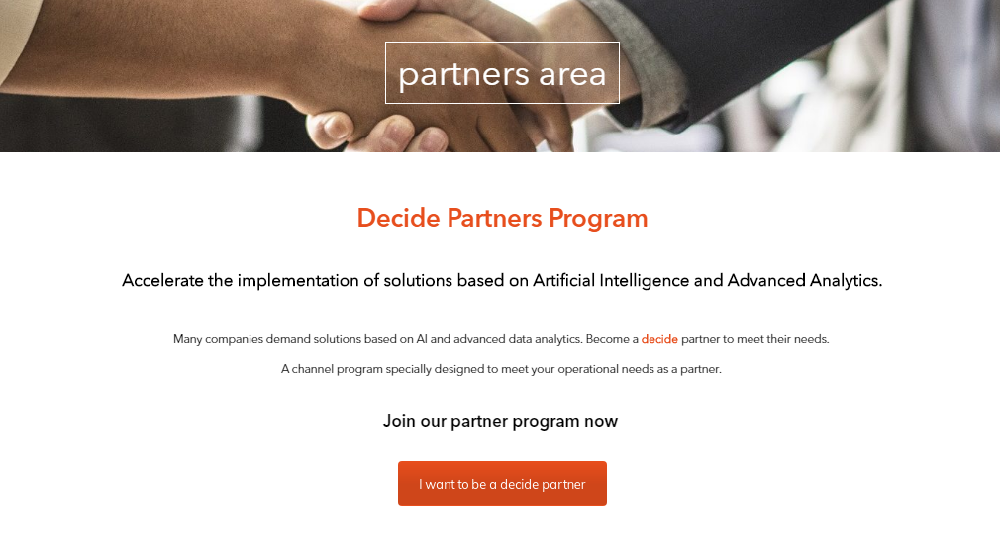 partners area
Decide Partners Program
Accelerate the implementation of solutions based on Artificial Intelligence and Advanced Analytics.
Many companies demand solutions based on AI and advanced data analytics. Become a decide partner to meet their needs.
A channel program specially designed to meet your operational needs as a partner.
Join our partner program now
I want to be a decide partner